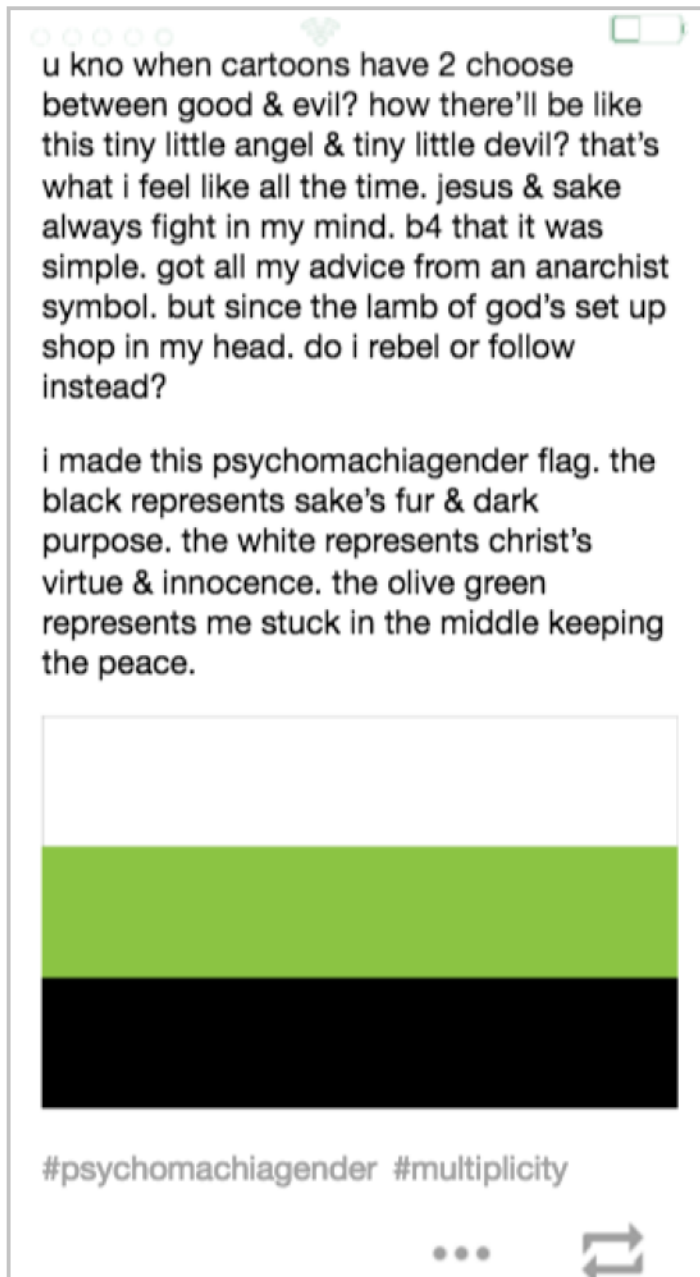 u kno when cartoons have 2 choose
between good & evil? how there’ll be like
this tiny little angel & tiny little devil? that’s
what i feel like all the time. jesus & sake
always fight in my mind. b4 that it was
simple. got all my advice from an anarchist
symbol. but since the lamb of god’s set up
shop in my head. do i rebel or follow
instead?
i made this psychomachiagender flag. the
black represents sake’s fur & dark
purpose. the white represents christ’s
virtue & innocence. the olive green
represents me stuck in the middle keeping
the peace.
#psychomachiagender #multiplicity